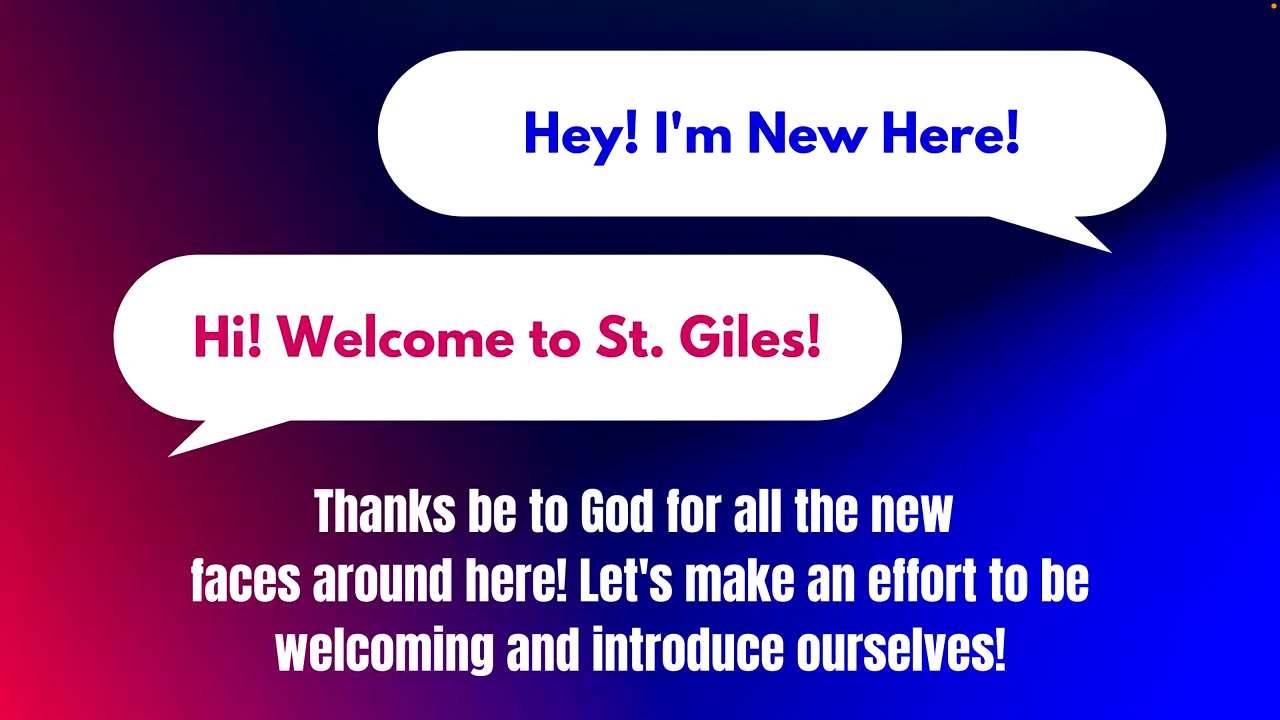 Hey! I'm New Here!
Hi! Welcome to St. Giles!
Thanks be to God for all the new
faces around here! Let's make an effort to be
welcoming and introduce ourselves!